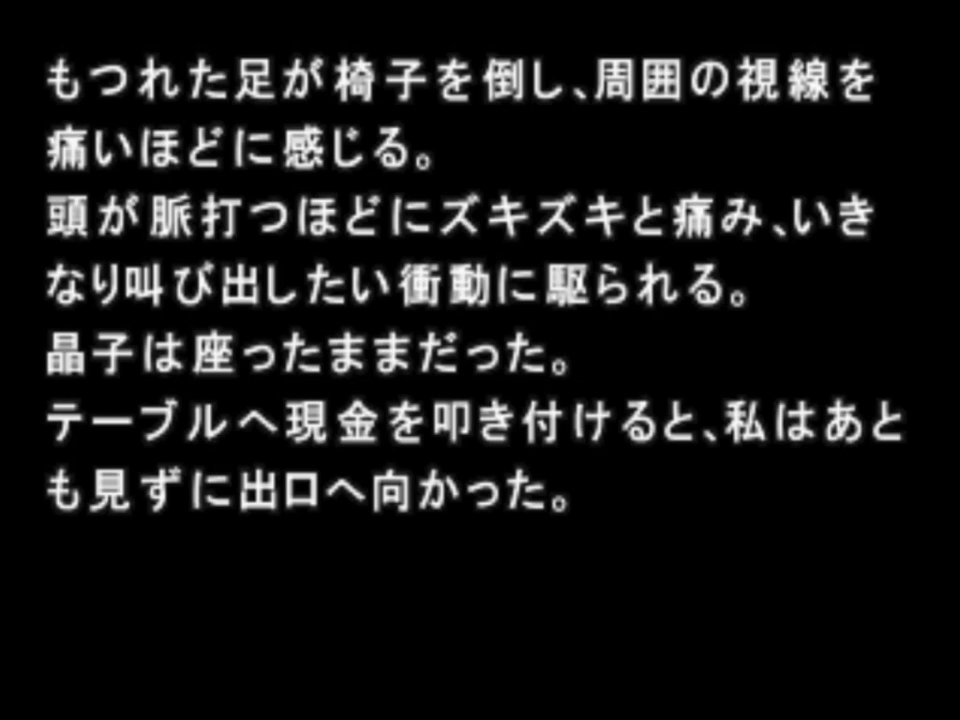 もつれた足が椅子を倒し、周囲の視線を
痛いほどに感じる。
頭が脈打つほどにズキズキと痛み、いき
なり叫び出したい衝動に駆られる。
晶子は座ったままだった。
テーブルへ現金を叩き付けると、私はあと
も見ずに出口へ向かった。